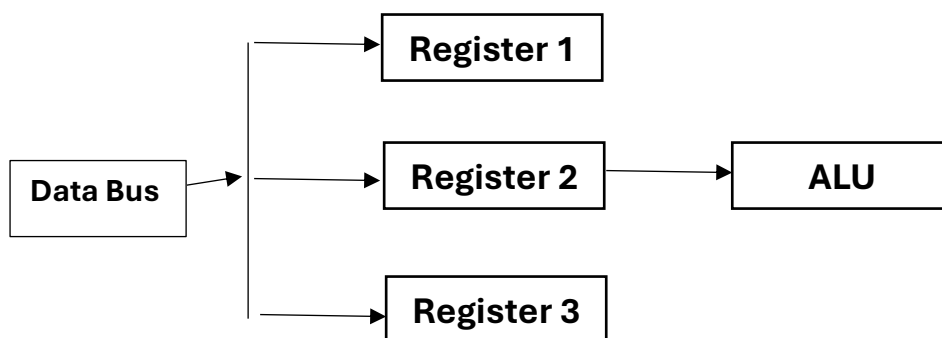 Register 1
Data Bus
Register 2
ALU
Register 3